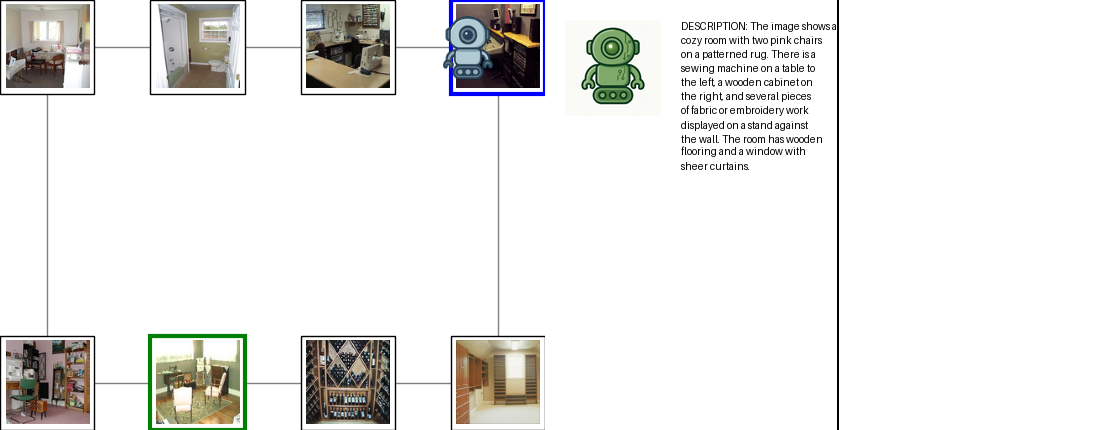 DESCRIPTION: The image shows a
cozy room with two pink chairs
on a patterned rug. There is a
sewing machine on a table to
the left, a wooden cabinet on
the right, and several pieces
of fabric or embroidery work
displayed on a stand against
the wall. The room has wooden
flooring and a window with
sheer curtains.